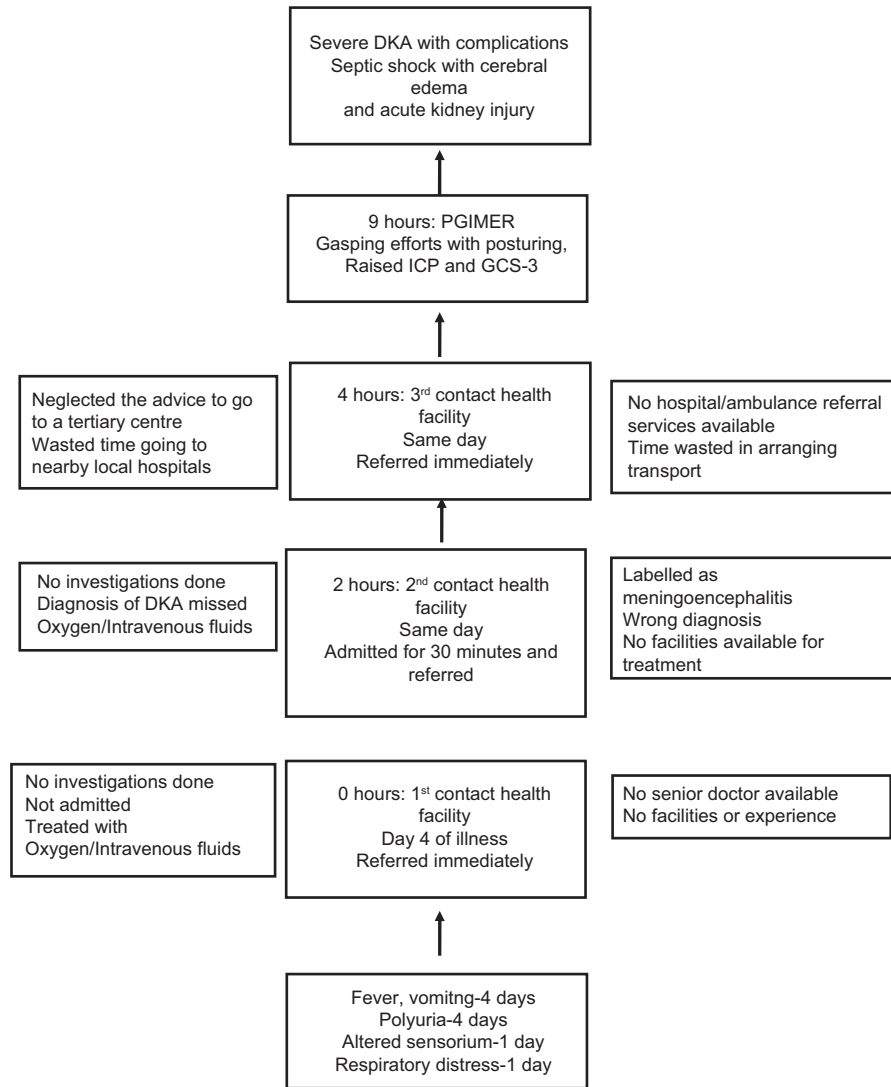 Severe DKA with complications
Septic shock with cerebral
edema
and acute kidney injury
9 hours: PGIMER
Gasping efforts with posturing,
Raised ICP and GCS-3
Neglected the advice to go
to a tertiary centre
Wasted time going to
nearby local hospitals
4 hours: 3rd contact health
facility
Same day
Referred immediately
No hospital/ambulance referral
services available
Time wasted in arranging
transport
No investigations done
Diagnosis of DKA missed
Oxygen/Intravenous fluids
2 hours: 2nd contact health
facility
Same day
Admitted for 30 minutes and
referred
Labelled as
meningoencephalitis
Wrong diagnosis
No facilities available for
treatment
No investigations done
Not admitted
Treated with
Oxygen/Intravenous fluids
0 hours: 1st contact health
facility
Day 4 of illness
Referred immediately
No senior doctor available
No facilities or experience
Fever, vomitng-4 days
Polyuria-4 days
Altered sensorium-1 day
Respiratory distress-1 day